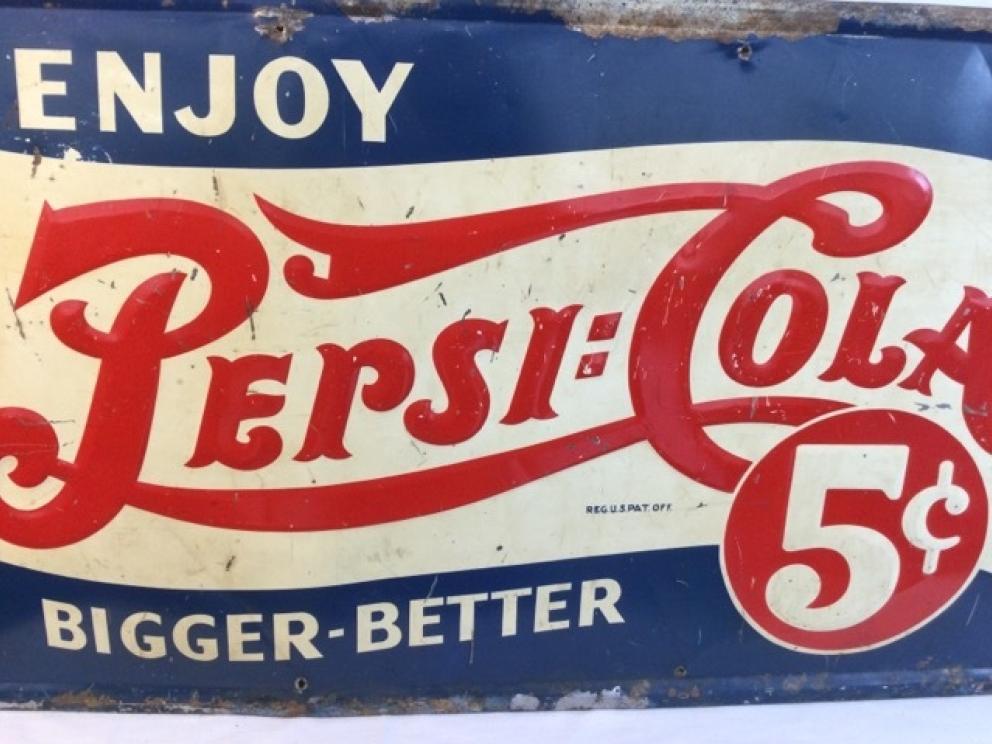 ENJOY
PEPSI:COLA
5¢
REG.U.S.PAT.OFF.
BIGGER-BETTER